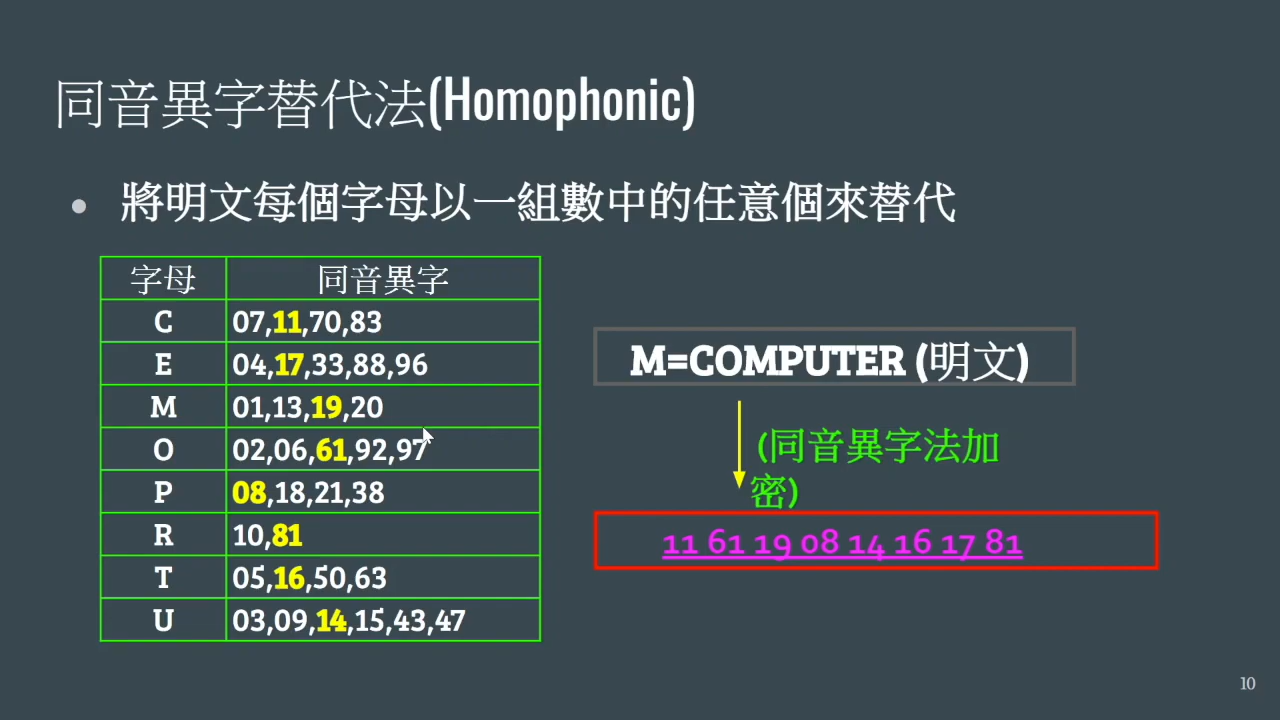 同音異字替代法(Homophonic)
● 將明文每個字母以一組數中的任意個來替代
字母 同音異字
C 07,11,70,83
E 04,17,33,88,96
M 01,13,19,20
O 02,06,61,92,97
P 08,18,21,38
R 10,81
T 05,16,50,63
U 03,09,14,15,43,47
M=COMPUTER (明文)
(同音異字法加
密)
11 61 19 08 14 16 17 81
10